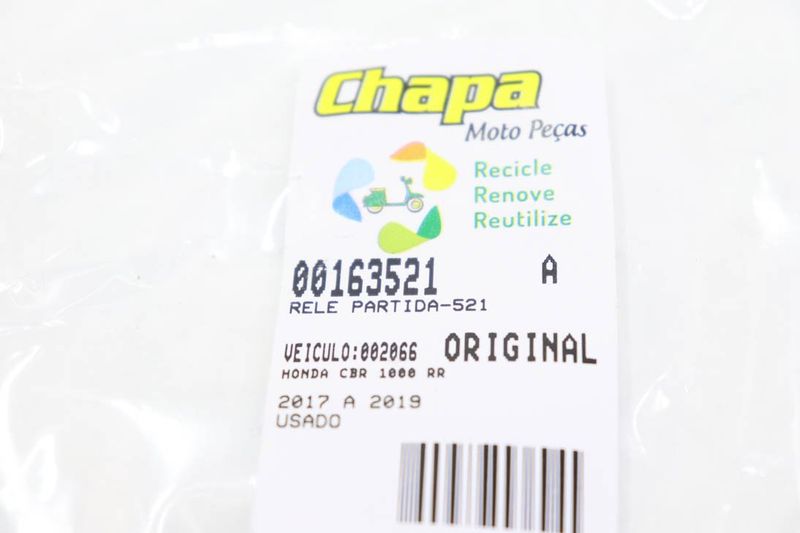 Chapa
Moto Peças
Recicle
Renove
Reutilize
00163521 A
RELE PARTIDA-521
VEICULO:002066 ORIGINAL
HONDA CBR 1000 RR
2017 A 2019
USADO